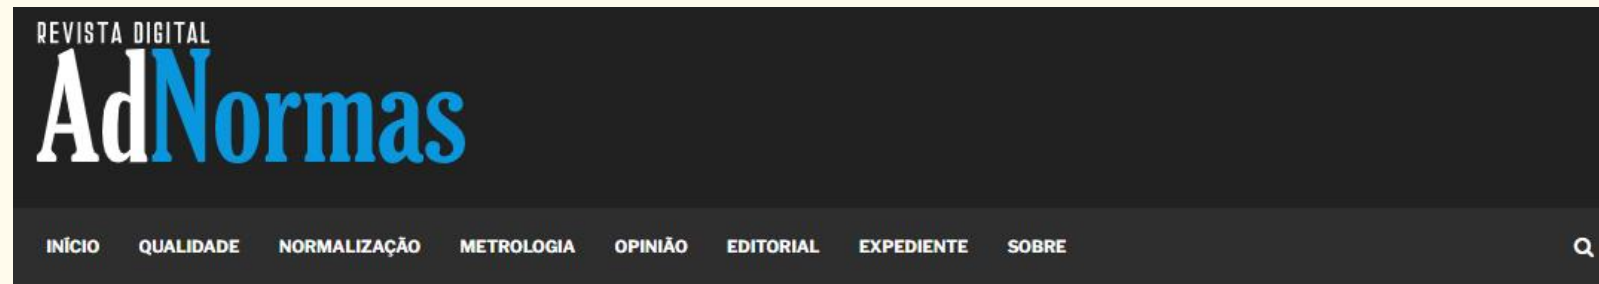 REVISTA DIGITAL
AdNormas
INÍCIO QUALIDADE NORMALIZAÇÃO METROLOGIA OPINIÃO EDITORIAL EXPEDIENTE SOBRE